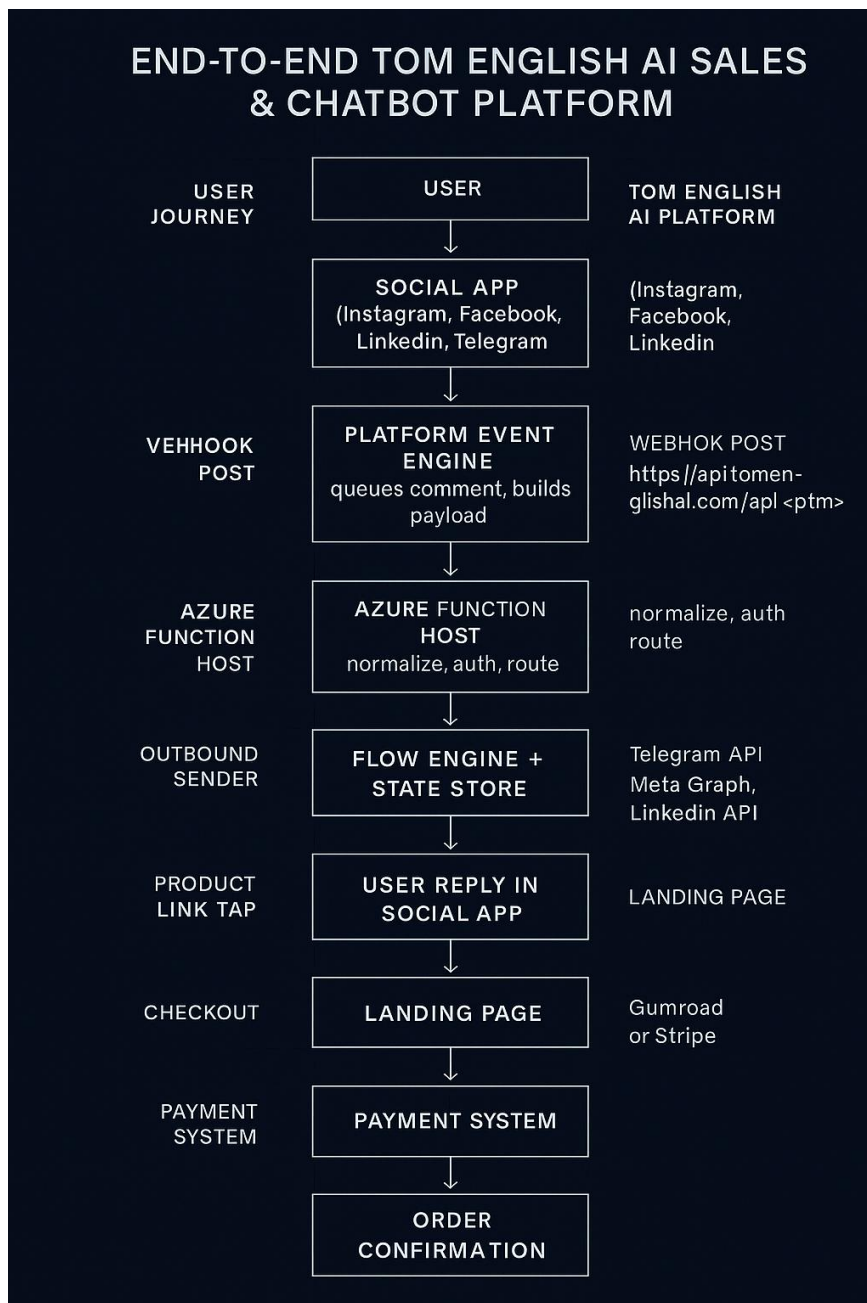 END-TO-END TOM ENGLISH AI SALES
& CHATBOT PLATFORM
USER
JOURNEY
USER
TOM ENGLISH
AI PLATFORM
SOCIAL APP
(Instagram, Facebook,
Linkedin, Telegram
(Instagram,
Facebook,
Linkedin
VEHHOOK
POST
PLATFORM EVENT
ENGINE
queues comment, builds
payload
WEBHOK POST
https//apitomen-
glishal.com/apl <ptm>
AZURE
FUNCTION
HOST
AZURE FUNCTION
HOST
normalize, auth, route
normalize, auth
route
OUTBOUND
SENDER
FLOW ENGINE +
STATE STORE
Telegram API
Meta Graph,
Linkedin API
PRODUCT
LINK TAP
USER REPLY IN
SOCIAL APP
LANDING PAGE
CHECKOUT
LANDING PAGE
Gumroad
or Stripe
PAYMENT
SYSTEM
PAYMENT SYSTEM
ORDER
CONFIRMATION